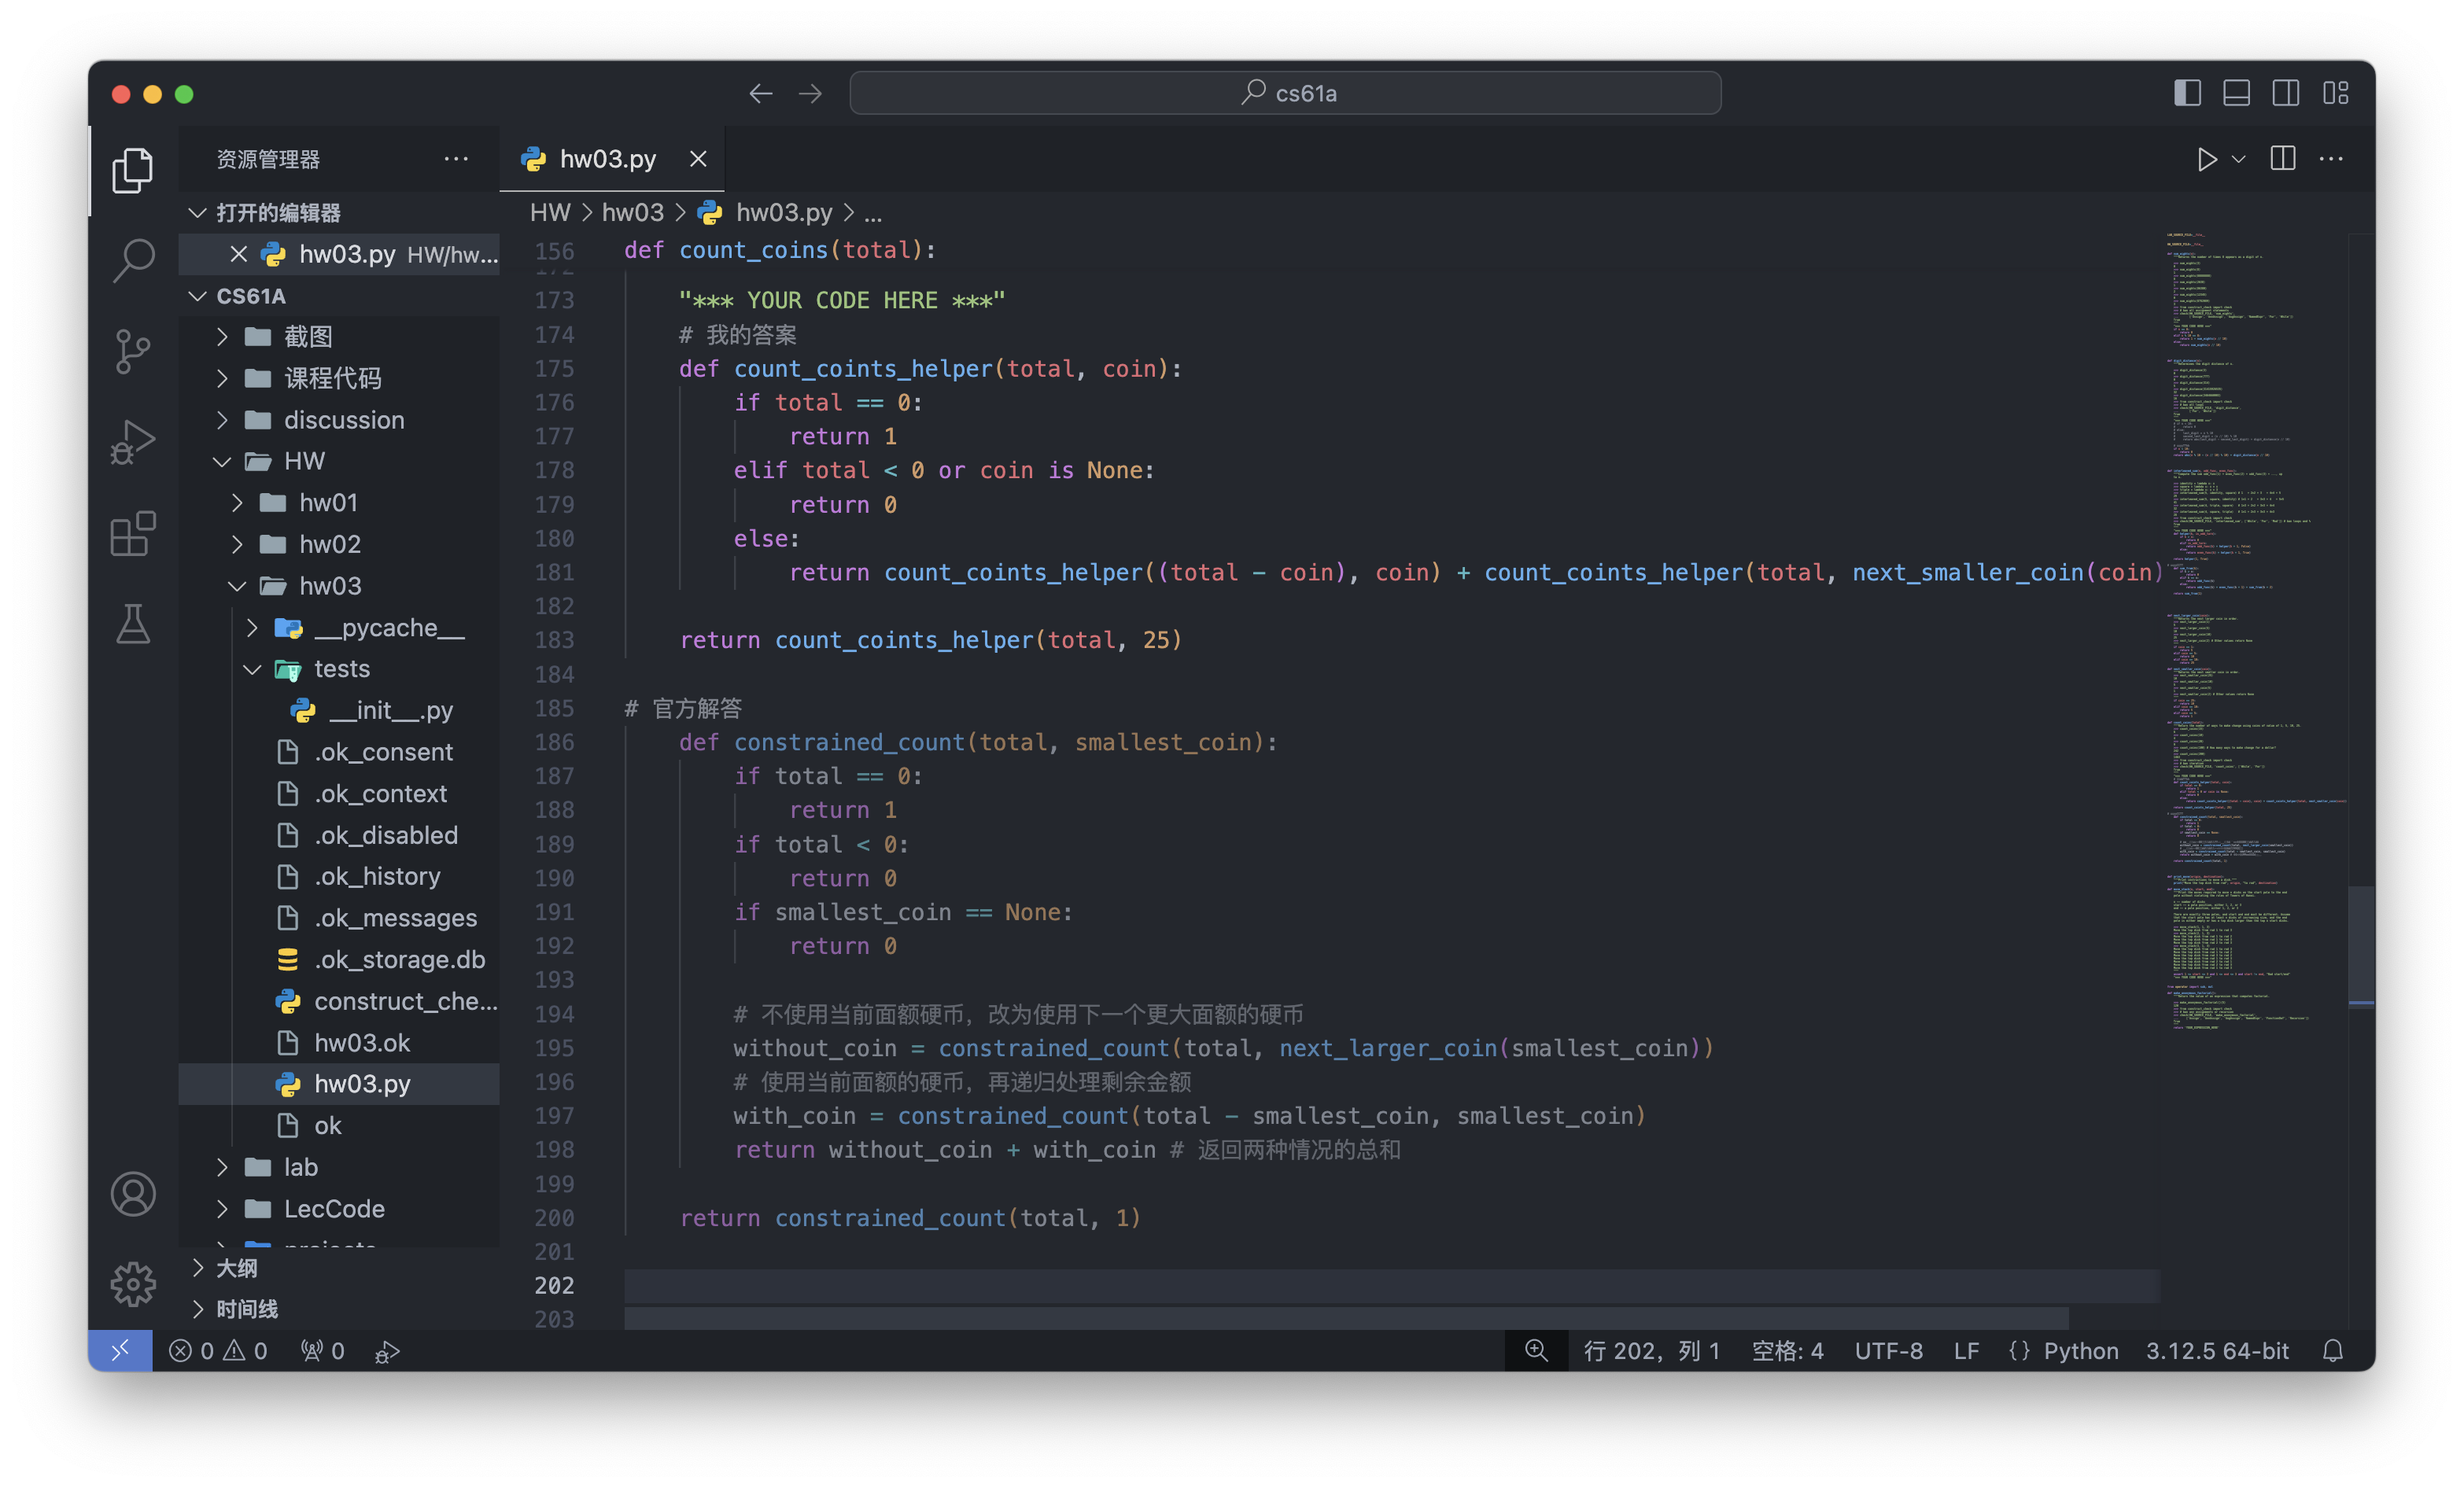 cs61a
资源管理器
hw03.py
打开的编辑器
hw03.py HW/hw...
CS61A
截图
课程代码
discussion
HW
hw01
hw02
hw03
__pycache__
tests
__init__.py
.ok_consent
.ok_context
.ok_disabled
.ok_history
.ok_messages
.ok_storage.db
construct_che...
hw03.ok
hw03.py
ok
lab
LecCode
projects
大纲
时间线
HW > hw03 > hw03.py > ...
156 def count_coins(total):
173 "*** YOUR CODE HERE ***"
174 # 我的答案
175 def count_coints_helper(total, coin):
176 if total == 0:
177 return 1
178 elif total < 0 or coin is None:
179 return 0
180 else:
181 return count_coints_helper((total - coin), coin) + count_coints_helper(total, next_smaller_coin(coin)
182
183 return count_coints_helper(total, 25)
184
185 # 官方解答
186 def constrained_count(total, smallest_coin):
187 if total == 0:
188 return 1
189 if total < 0:
190 return 0
191 if smallest_coin == None:
192 return 0
193
194 # 不使用当前面额硬币，改为使用下一个更大面额的硬币
195 without_coin = constrained_count(total, next_larger_coin(smallest_coin))
196 # 使用当前面额的硬币，再递归处理剩余金额
197 with_coin = constrained_count(total - smallest_coin, smallest_coin)
198 return without_coin + with_coin # 返回两种情况的总和
199
200 return constrained_count(total, 1)
201
202
203
0 0 0
行 202，列 1 空格: 4 UTF-8 LF {} Python 3.12.5 64-bit